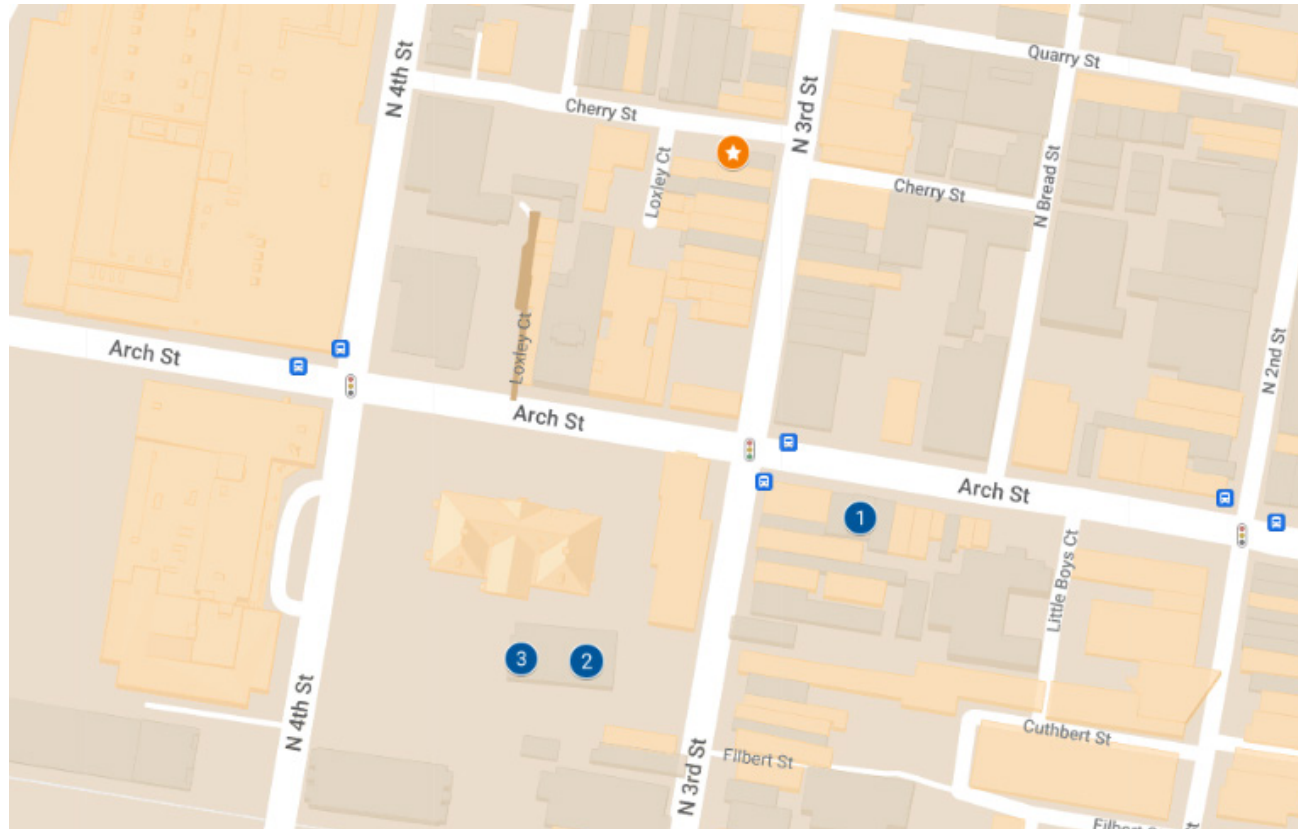 Quarry St
N 4th St
Cherry St
N 3rd St
Loxley Ct
Cherry St
N Bread St
Arch St
Loxley Ct
Arch St
N 2nd St
Arch St
1
Little Boys Ct
3
2
N 4th St
Cuthbert St
N 3rd St
Filbert St